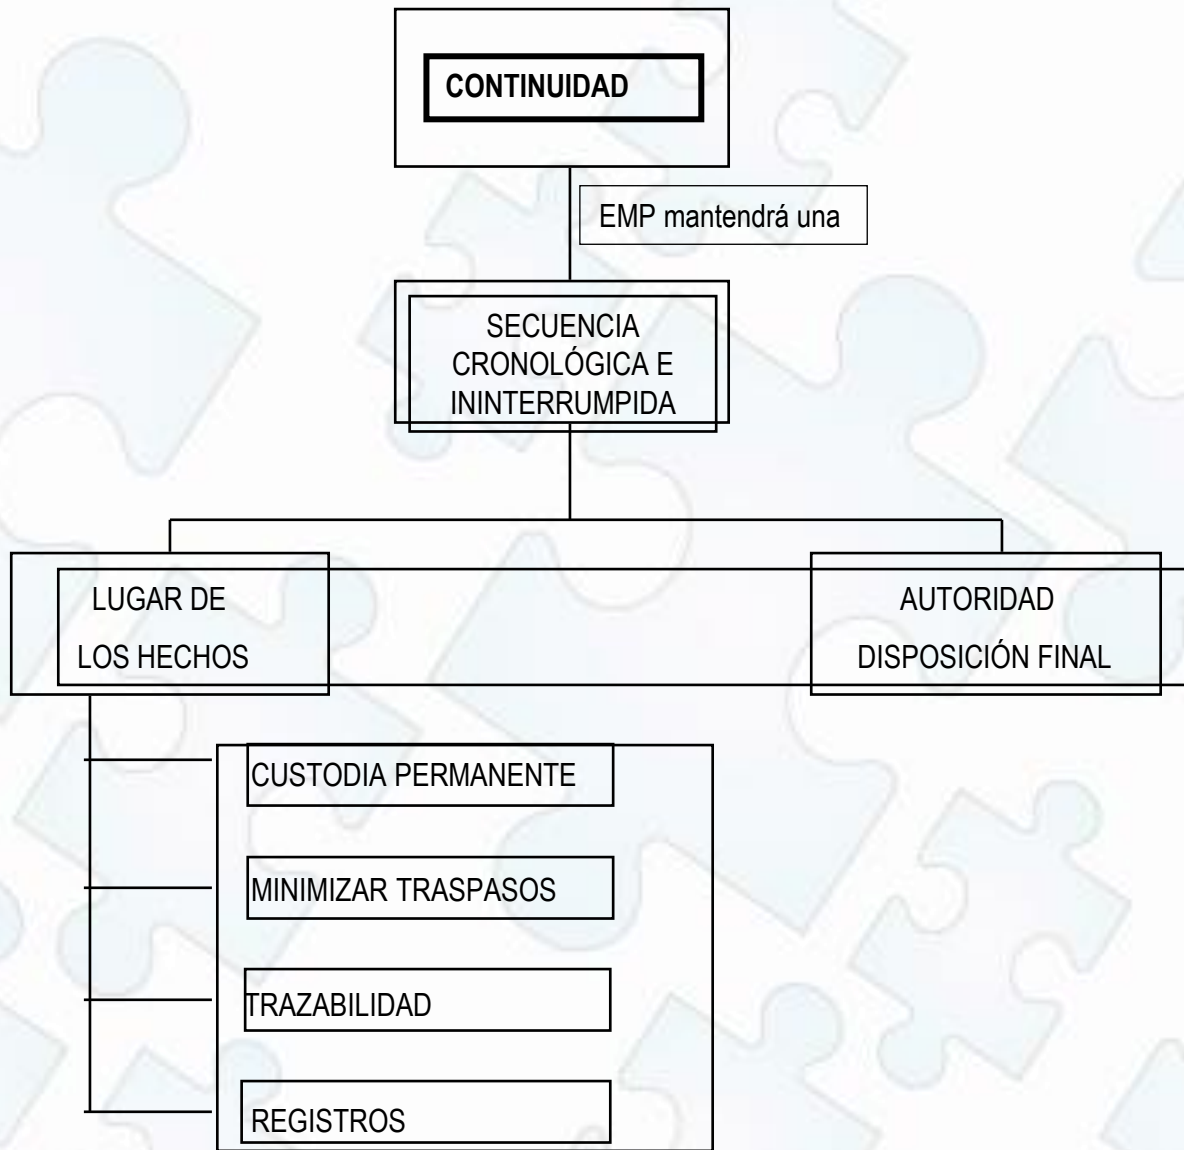 CONTINUIDAD
EMP mantendrá una
SECUENCIA
CRONOLÓGICA E
ININTERRUMPIDA
LUGAR DE
LOS HECHOS
AUTORIDAD
DISPOSICIÓN FINAL
CUSTODIA PERMANENTE
MINIMIZAR TRASPASOS
TRAZABILIDAD
REGISTROS